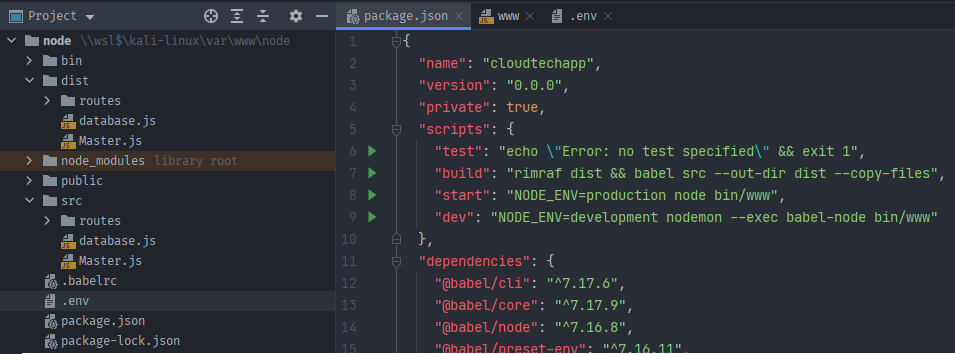 Project
package.json
www
.env
node \\wsl$\kali-linux\var\www\node
bin
dist
routes
database.js
Master.js
node_modules library root
public
src
routes
database.js
Master.js
.babelrc
.env
package.json
package-lock.json
1 {
2 "name": "cloudtechapp",
3 "version": "0.0.0",
4 "private": true,
5 "scripts": {
6 "test": "echo \"Error: no test specified\" && exit 1",
7 "build": "rimraf dist && babel src --out-dir dist --copy-files",
8 "start": "NODE_ENV=production node bin/www",
9 "dev": "NODE_ENV=development nodemon --exec babel-node bin/www"
10 },
11 "dependencies": {
12 "@babel/cli": "^7.17.6",
13 "@babel/core": "^7.17.9",
14 "@babel/node": "^7.16.8",
15 "@babel/preset-env": "^7.16.11",